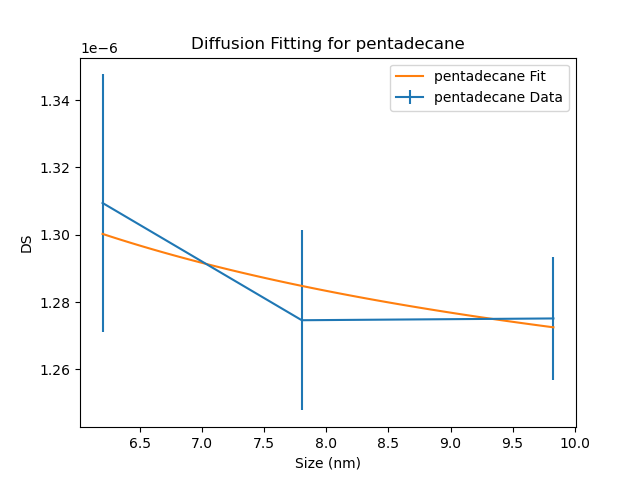 Diffusion Fitting for pentadecane
1e−6
pentadecane Fit
pentadecane Data
1.34
1.32
1.30
1.28
1.26
DS
6.5 7.0 7.5 8.0 8.5 9.0 9.5 10.0
Size (nm)